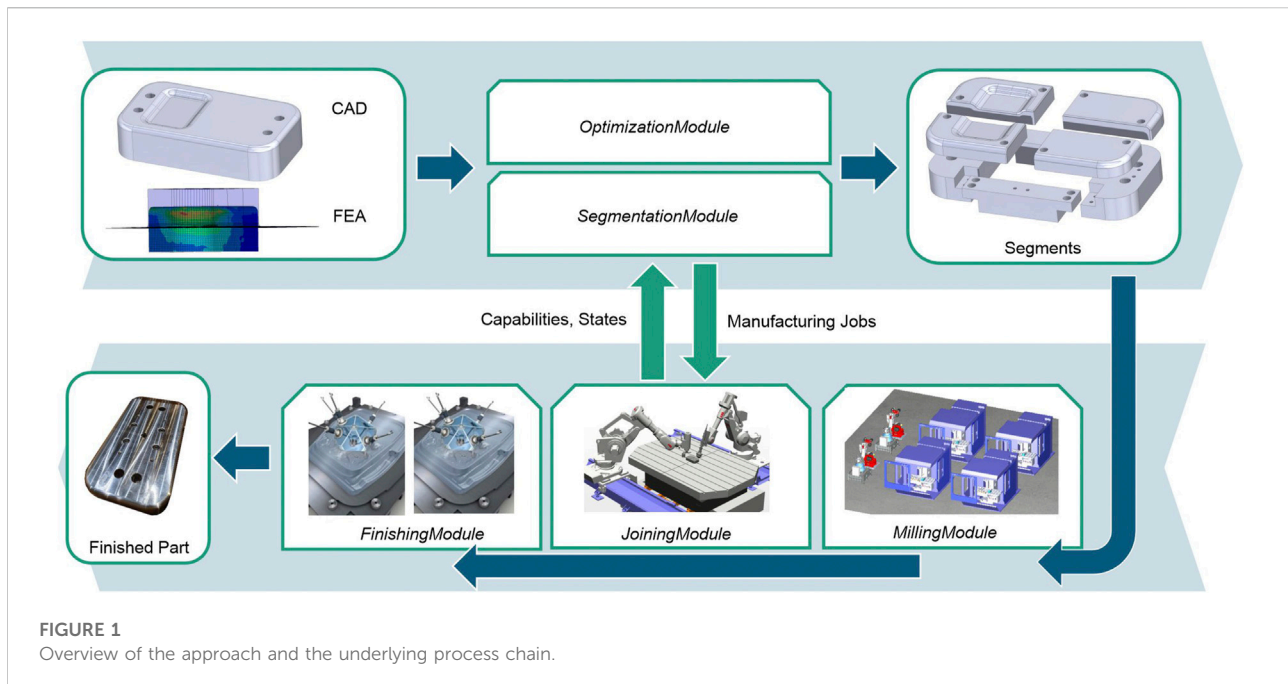 CAD
FEA
OptimizationModule
SegmentationModule
Segments
Capabilities, States
Manufacturing Jobs
Finished Part
FinishingModule
JoiningModule
MillingModule
FIGURE 1
Overview of the approach and the underlying process chain.